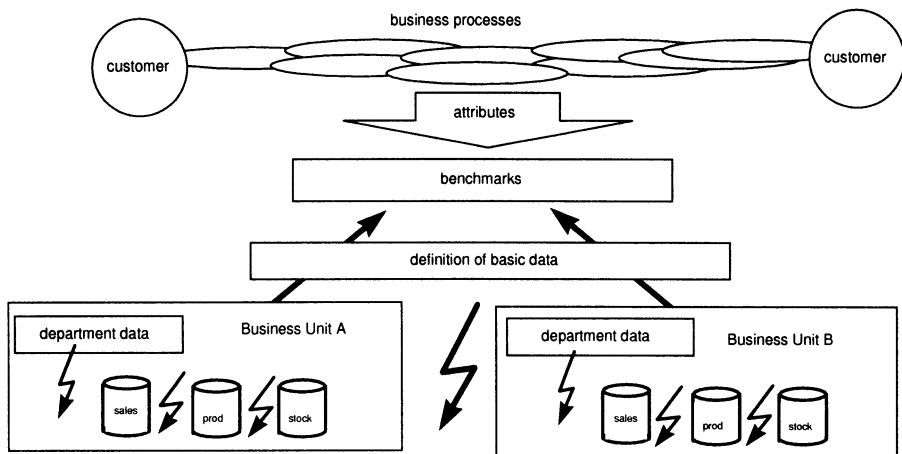 business processes
customer
customer
attributes
benchmarks
definition of basic data
department data
Business Unit A
sales
prod
stock
department data
Business Unit B
sales
prod
stock